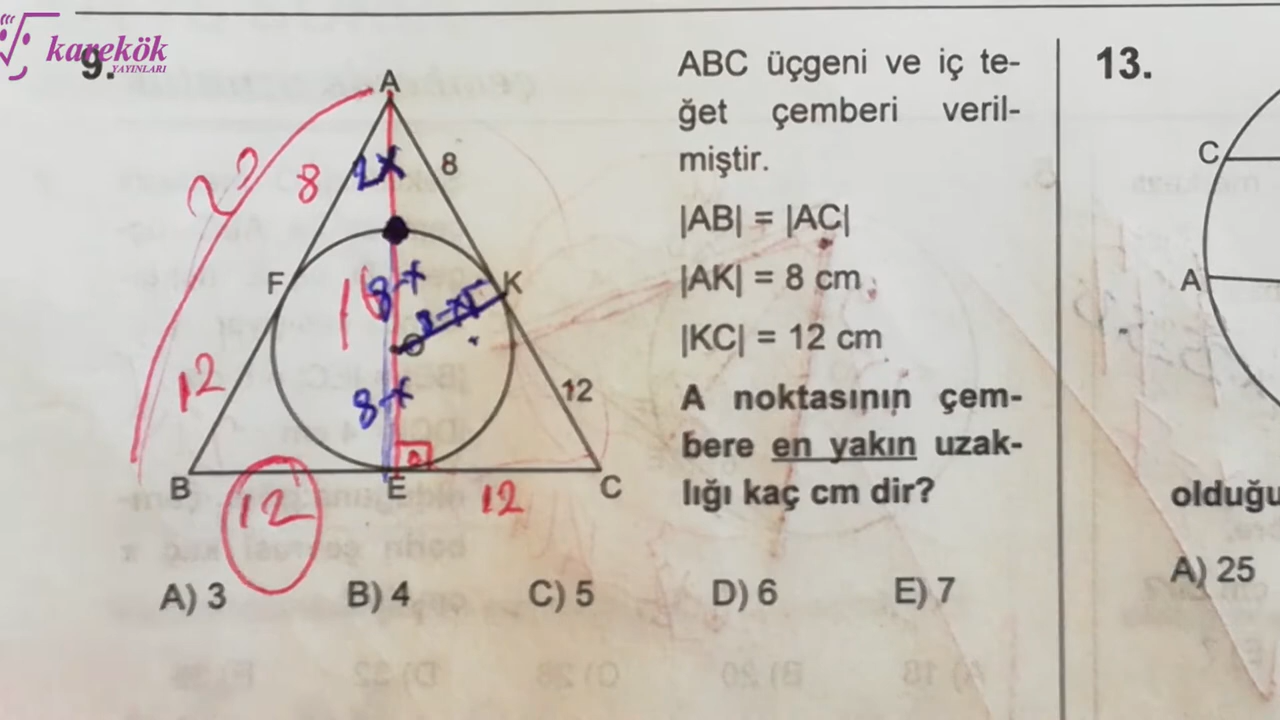 karekök
YAYINLARI
9.
A
8
8
2x
F
K
8-x
8-x
16
O
12
8-x
12
B
E
C
12
12
ABC üçgeni ve iç te-
ğet çemberi veril-
miştir.
|AB| = |AC|
|AK| = 8 cm
|KC| = 12 cm
A noktasının çem-
bere en yakın uzak-
lığı kaç cm dir?
A) 3 B) 4 C) 5 D) 6 E) 7
13.
C
A
olduğu
A) 25